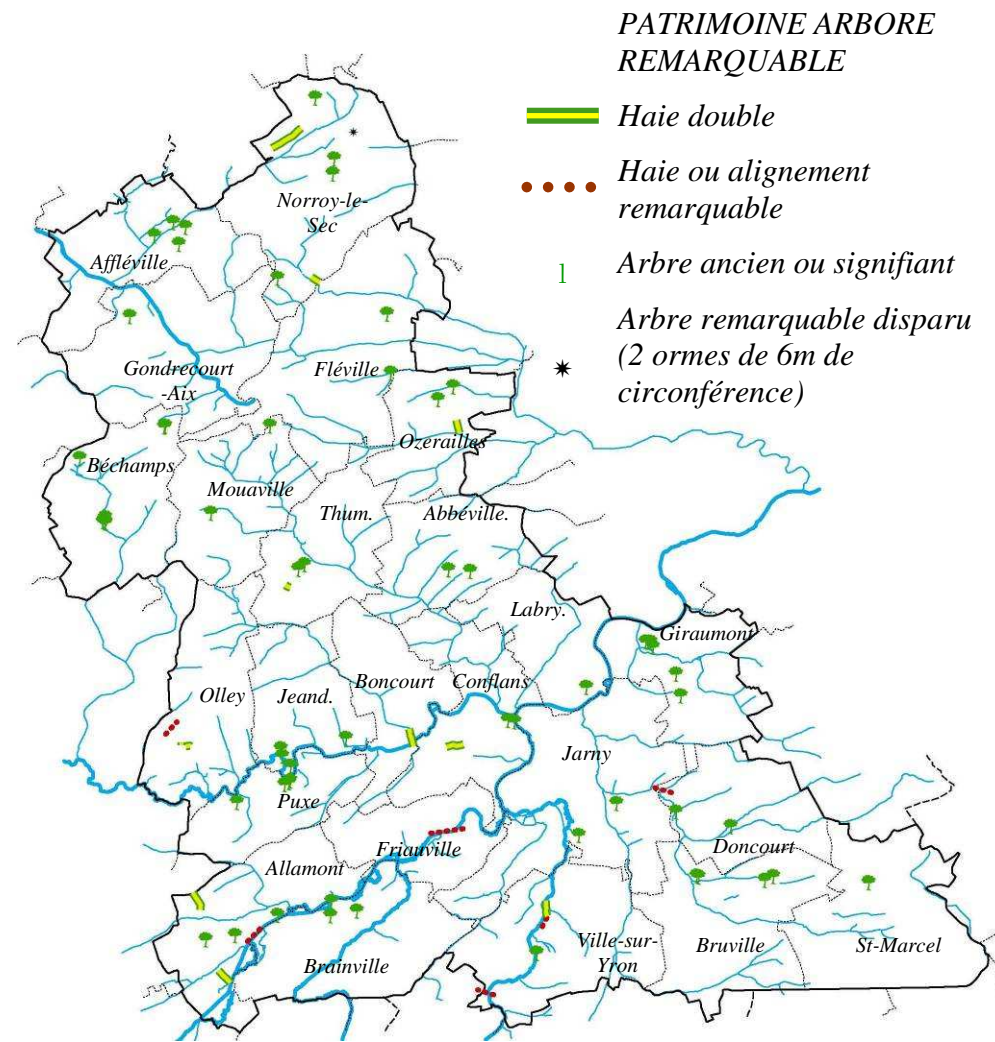 PATRIMOINE ARBORE
REMARQUABLE
Haie double
Haie ou alignement
remarquable
l Arbre ancien ou signifiant
Arbre remarquable disparu
(2 ormes de 6m de
circonférence)
Norroy-le-
Sec
Affléville
Gondrecourt
-Aix
Fléville
Ozerailles
Béchamps
Mouaville
Thum.
Abbéville.
Labry.
Giraumont
Olley
Jeand.
Boncourt
Conflans
Jarny
Puxe
Friauville
Allamont
Doncourt
Brainville
Ville-sur-
Yron
Bruville
St-Marcel